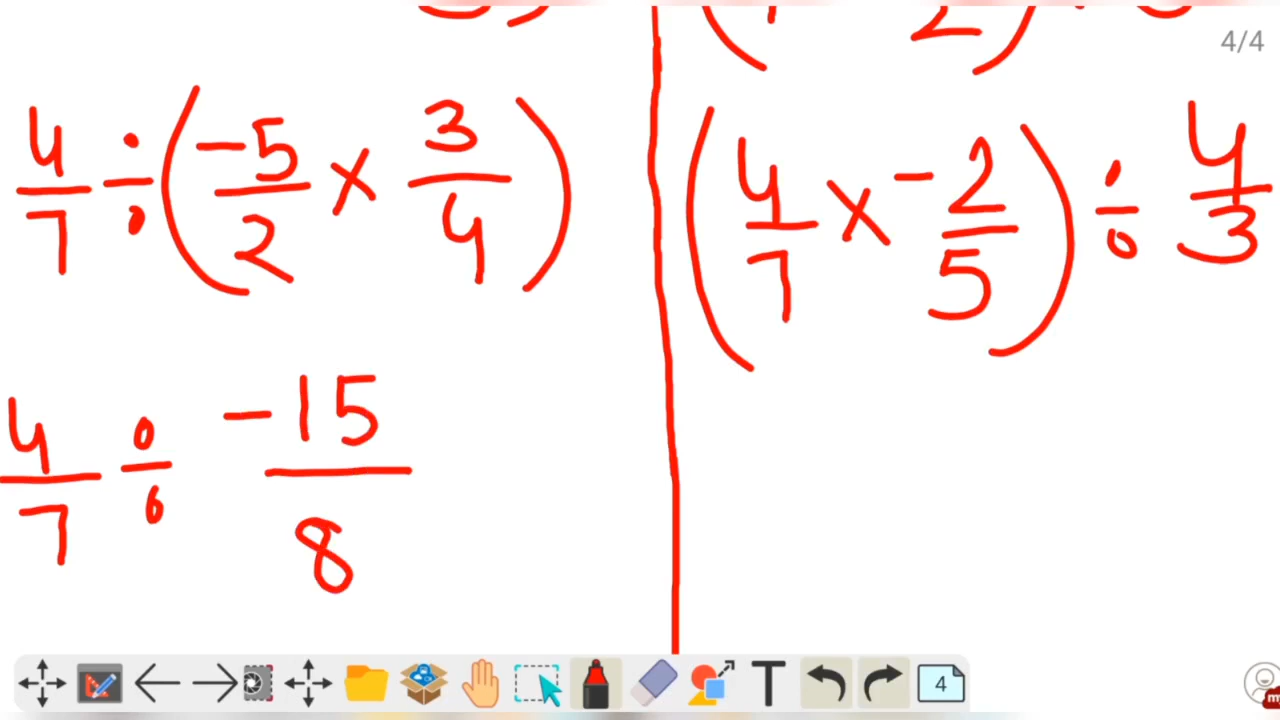 4/4
4/7 ÷ (-5/2 × 3/4)
(4/7 × -2/5) ÷ 4/3
4/7 ÷ -15/8
T
4